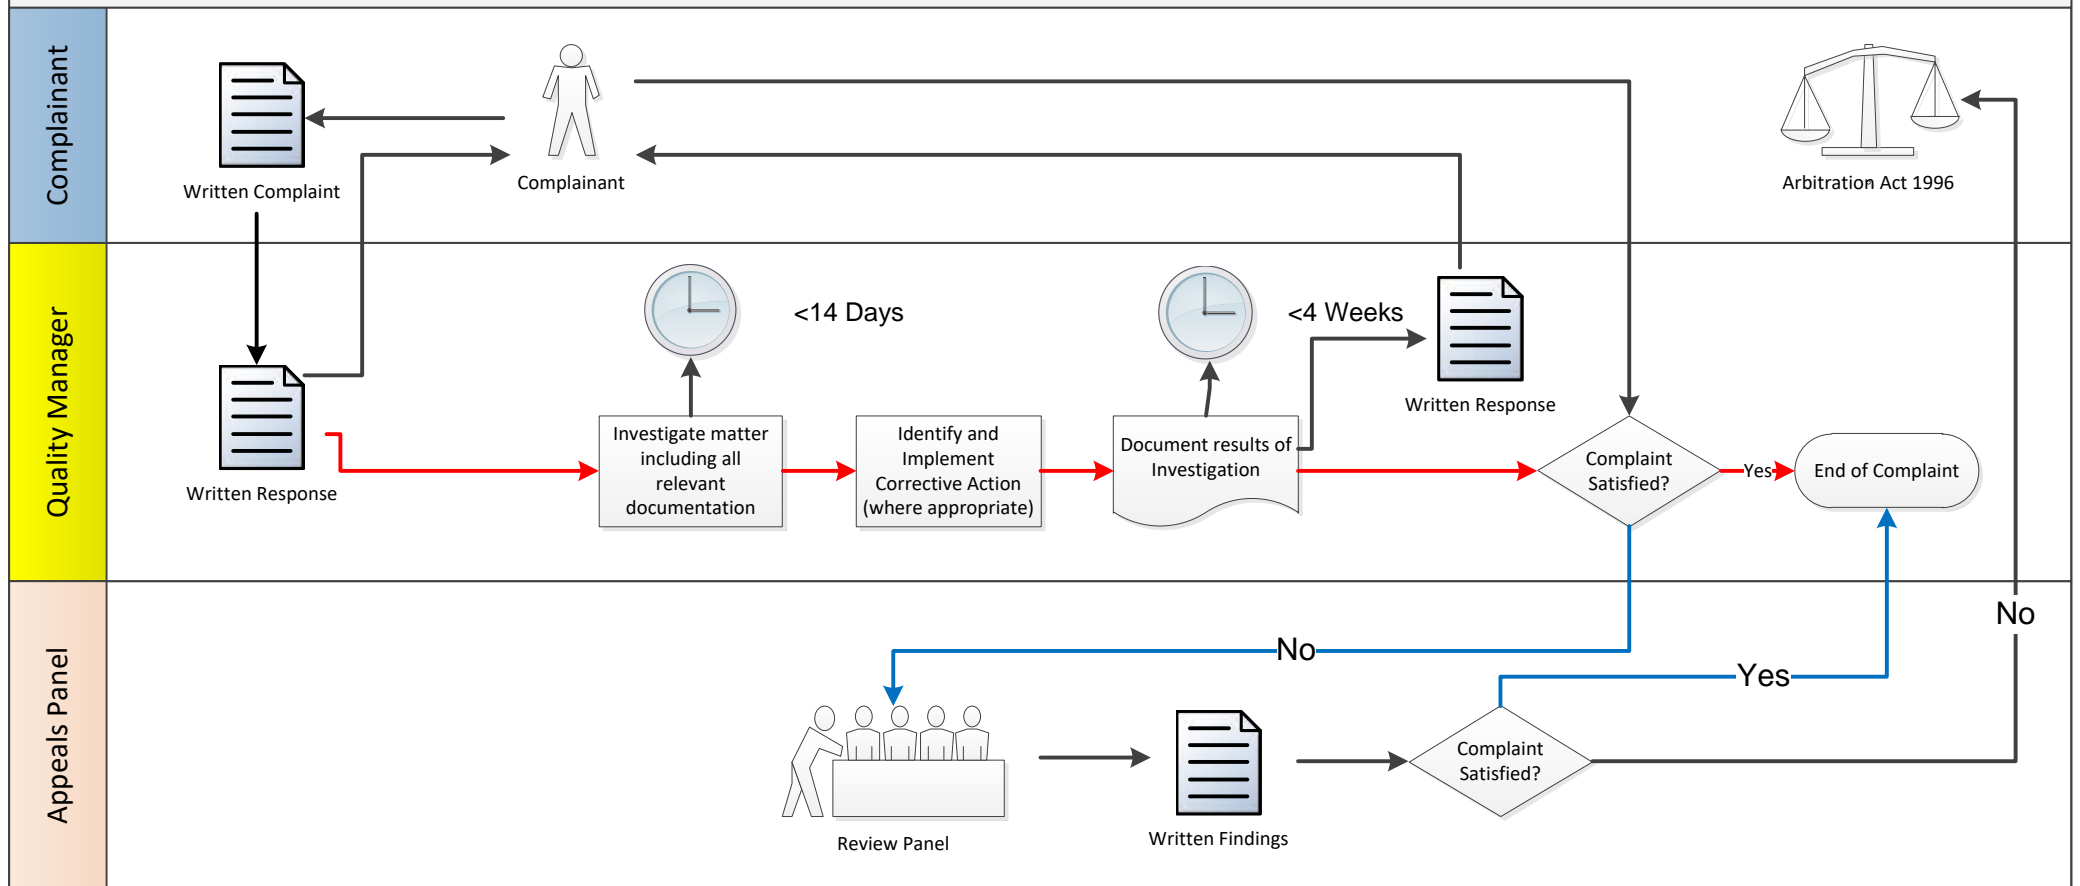 Complainant
Written Complaint
Complainant
Arbitration Act 1996
Quality Manager
<14 Days
<4 Weeks
Written Response
Written Response
Investigate matter
including all
relevant
documentation
Identify and
Implement
Corrective Action
(where appropriate)
Document results of
Investigation
Complaint
Satisfied?
Yes
End of Complaint
Appeals Panel
No
No
Yes
Review Panel
Written Findings
Complaint
Satisfied?